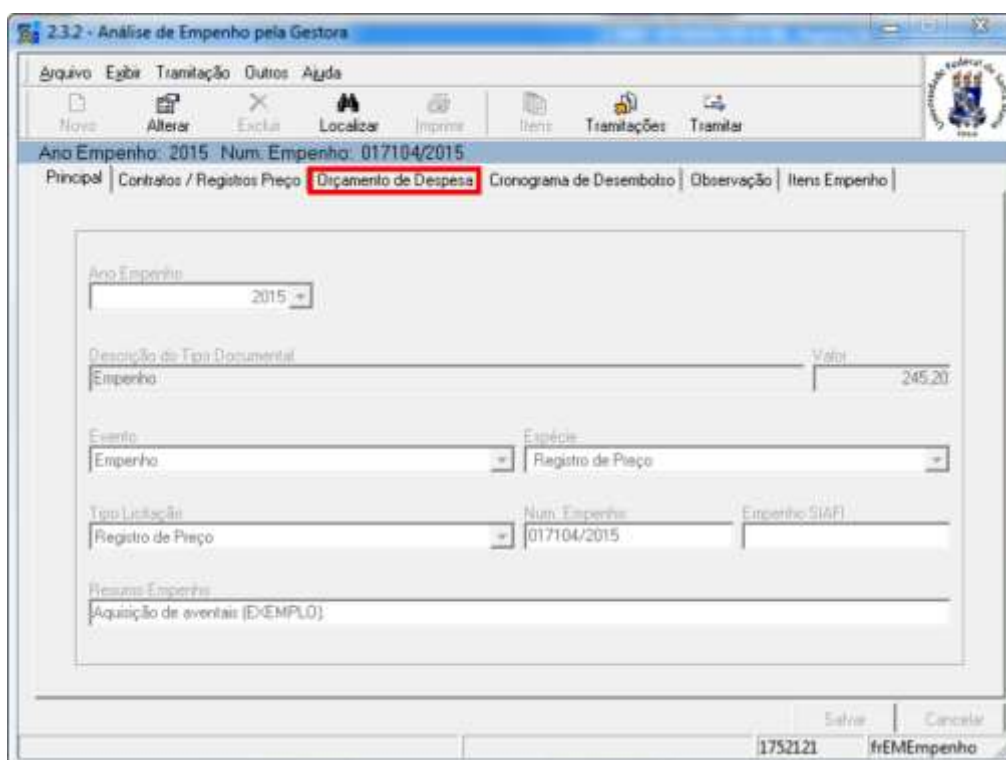 2.3.2 - Análise de Empenho pela Gestora
Arquivo Exibir Tramitação Outros Ajuda
Novo Alterar Excluir Localizar Imprimir Itens Tramitações Tramitar
Ano Empenho: 2015 Num. Empenho: 017104/2015
Principal Contratos / Registros Preço Orçamento de Despesa Cronograma de Desembolso Observação Itens Empenho
Ano Empenho
2015
Descrição do Tipo Documental Valor
Empenho 245,20
Evento Espécie
Empenho Registro de Preço
Tipo Licitação Num. Empenho Empenho SIAFI
Registro de Preço 017104/2015
Resumo Empenho
Aquisição de aventais (EXEMPLO)
Salvar Cancelar
1752121 frEMEmpenho